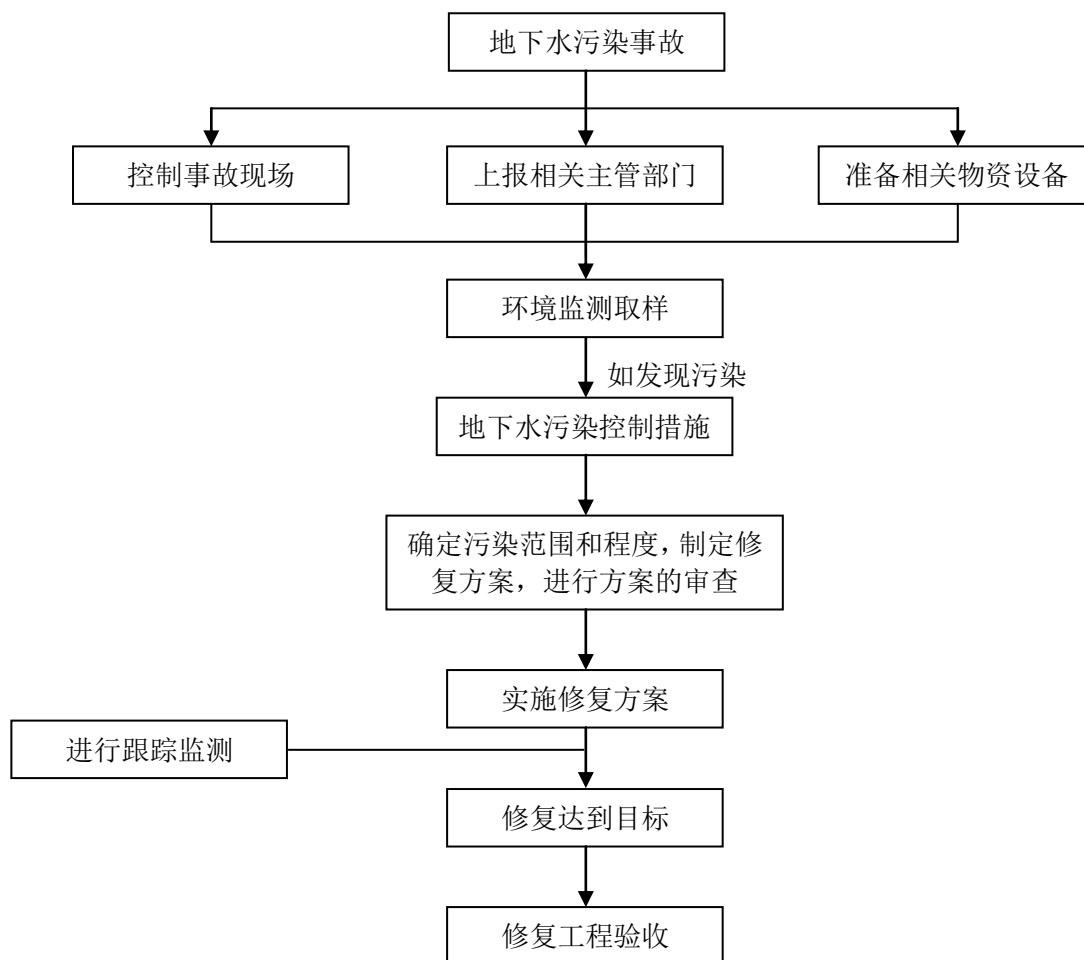 地下水污染事故
控制事故现场
上报相关主管部门
准备相关物资设备
环境监测取样
如发现污染
地下水污染控制措施
确定污染范围和程度,制定修
复方案，进行方案的审查
实施修复方案
进行跟踪监测
修复达到目标
修复工程验收